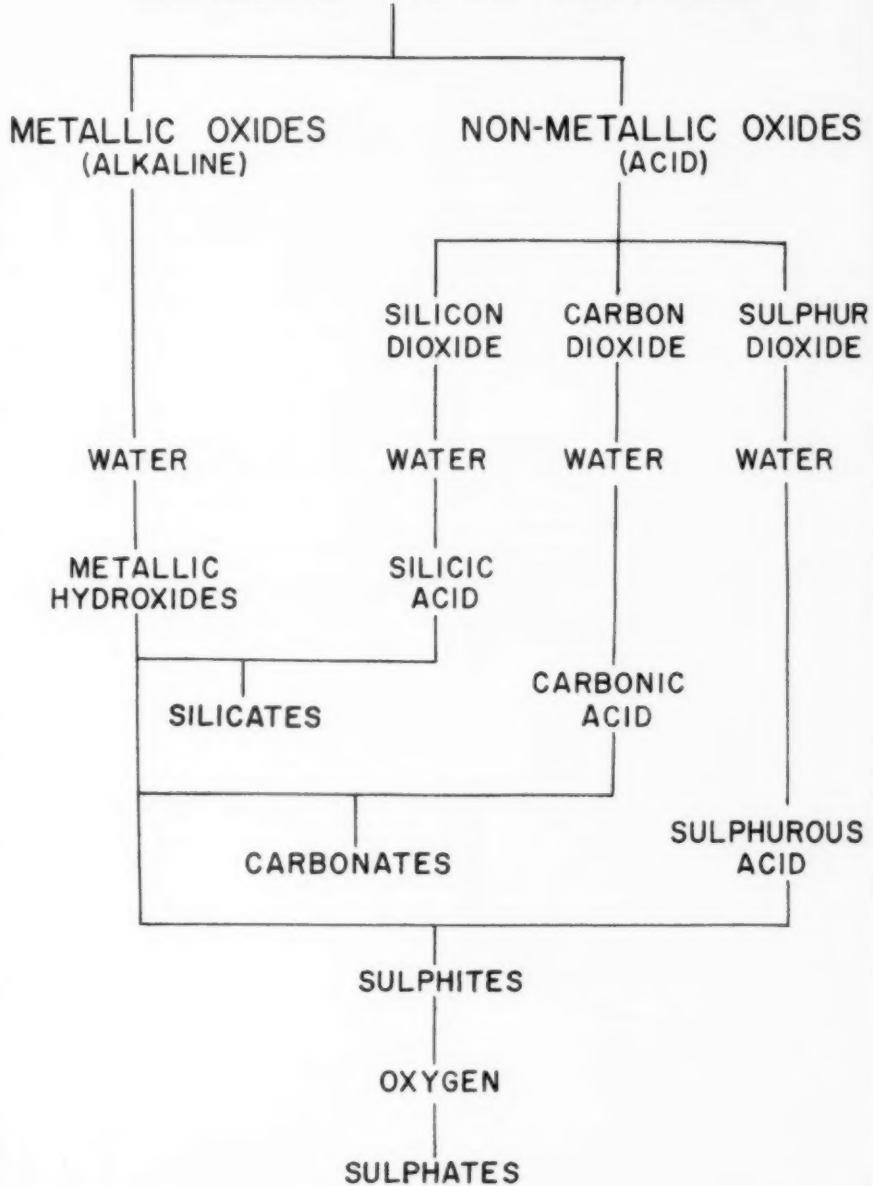 METALLIC OXIDES
(ALKALINE)
NON-METALLIC OXIDES
(ACID)
SILICON
DIOXIDE
CARBON
DIOXIDE
SULPHUR
DIOXIDE
WATER
WATER
WATER
WATER
METALLIC
HYDROXIDES
SILICIC
ACID
SILICATES
CARBONIC
ACID
CARBONATES
SULPHUROUS
ACID
SULPHITES
OXYGEN
SULPHATES